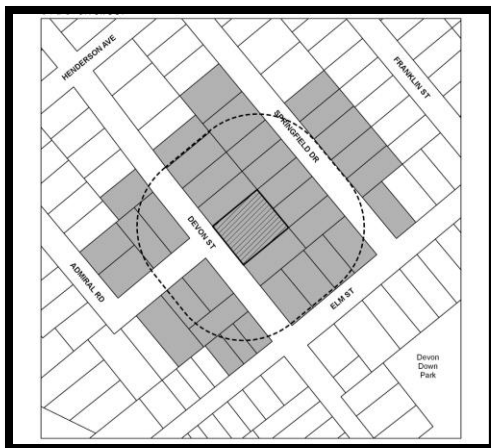 HENDERSON AVE
FRANKLIN ST
SPRINGFIELD DR
DEVON ST
ADMIRAL RD
ELM ST
Devon
Down
Park